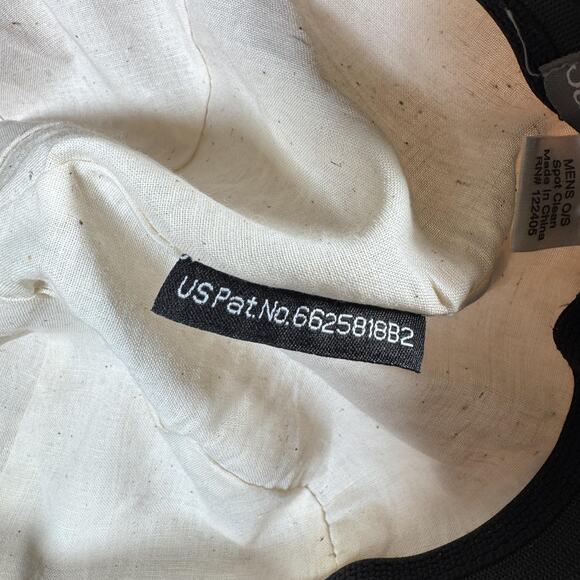 US Pat.No.6625818B2
MENS O/S
Spot Clean
Made In China
RN# 122405